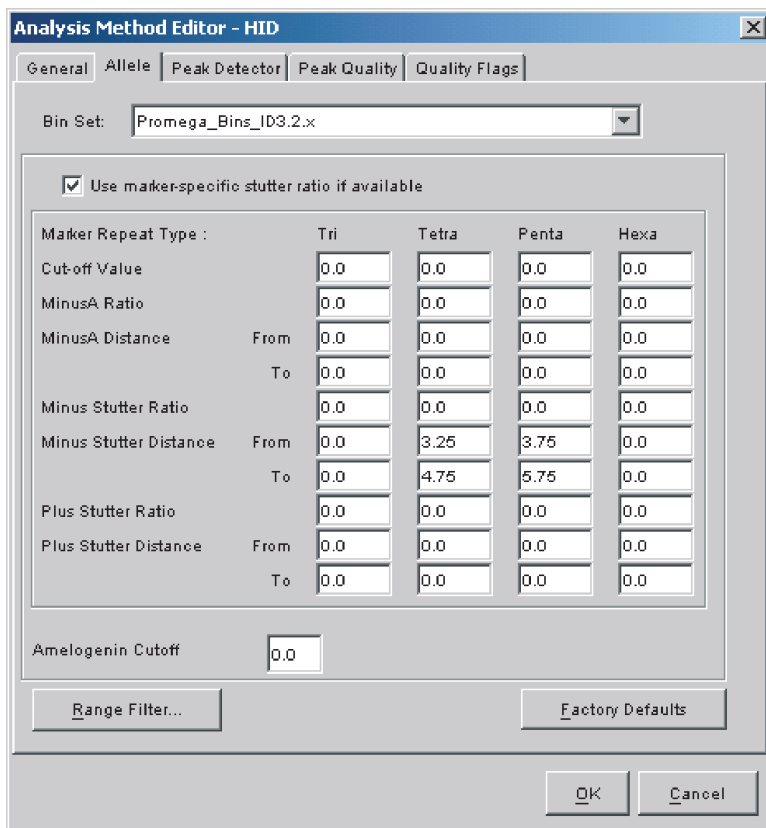 Analysis Method Editor - HID
General Allele Peak Detector Peak Quality Quality Flags
Bin Set: Promega_Bins_ID3.2.x
Use marker-specific stutter ratio if available
Marker Repeat Type : Tri Tetra Penta Hexa
Cut-off Value 0.0 0.0 0.0 0.0
MinusA Ratio 0.0 0.0 0.0 0.0
MinusA Distance From 0.0 0.0 0.0 0.0
To 0.0 0.0 0.0 0.0
Minus Stutter Ratio 0.0 0.0 0.0 0.0
Minus Stutter Distance From 0.0 3.25 3.75 0.0
To 0.0 4.75 5.75 0.0
Plus Stutter Ratio 0.0 0.0 0.0 0.0
Plus Stutter Distance From 0.0 0.0 0.0 0.0
To 0.0 0.0 0.0 0.0
Amelogenin Cutoff 0.0
Range Filter... Factory Defaults
OK Cancel